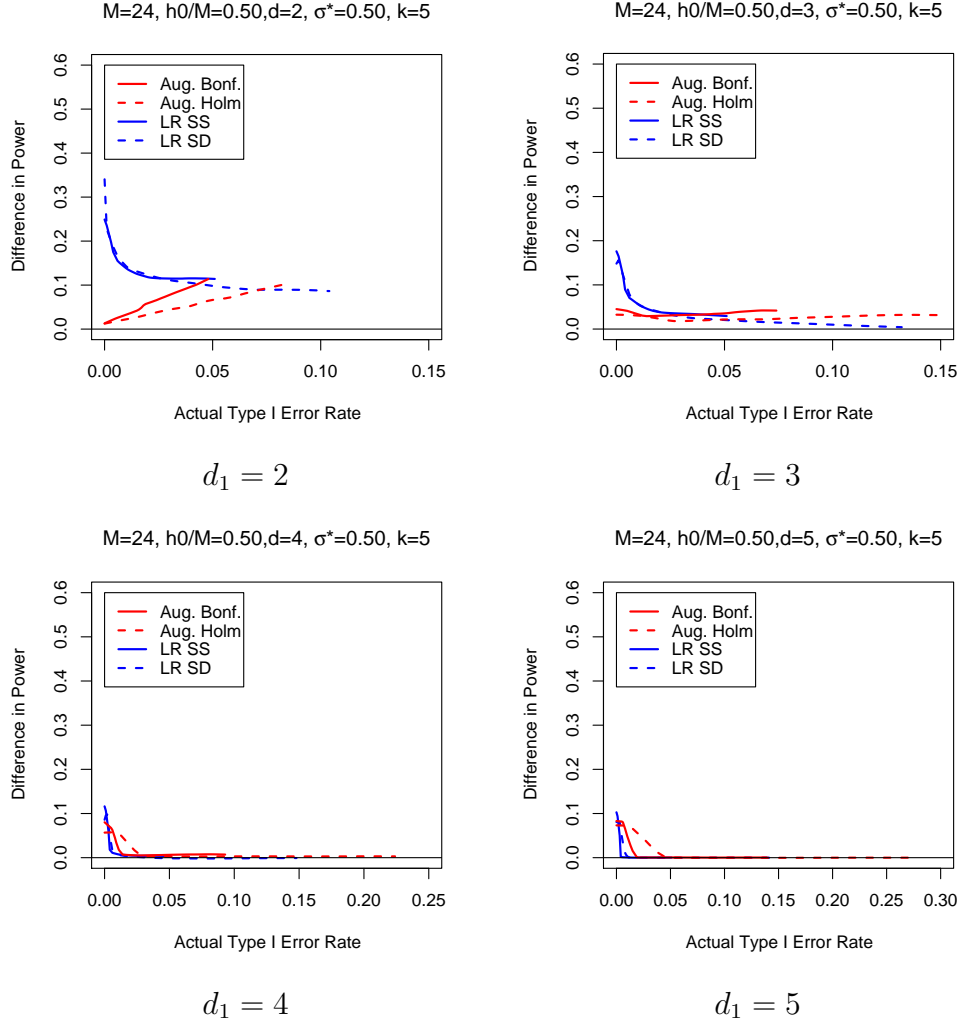 M=24, h0/M=0.50,d=2, σ*=0.50, k=5
0.6
0.5
0.4
0.3
0.2
0.1
0.0
Difference in Power
Aug. Bonf.
Aug. Holm
LR SS
LR SD
0.00 0.05 0.10 0.15
Actual Type I Error Rate
d₁ = 2
M=24, h0/M=0.50,d=3, σ*=0.50, k=5
0.6
0.5
0.4
0.3
0.2
0.1
0.0
Difference in Power
Aug. Bonf.
Aug. Holm
LR SS
LR SD
0.00 0.05 0.10 0.15
Actual Type I Error Rate
d₁ = 3
M=24, h0/M=0.50,d=4, σ*=0.50, k=5
0.6
0.5
0.4
0.3
0.2
0.1
0.0
Difference in Power
Aug. Bonf.
Aug. Holm
LR SS
LR SD
0.00 0.05 0.10 0.15 0.20 0.25
Actual Type I Error Rate
d₁ = 4
M=24, h0/M=0.50,d=5, σ*=0.50, k=5
0.6
0.5
0.4
0.3
0.2
0.1
0.0
Difference in Power
Aug. Bonf.
Aug. Holm
LR SS
LR SD
0.00 0.05 0.10 0.15 0.20 0.25 0.30
Actual Type I Error Rate
d₁ = 5